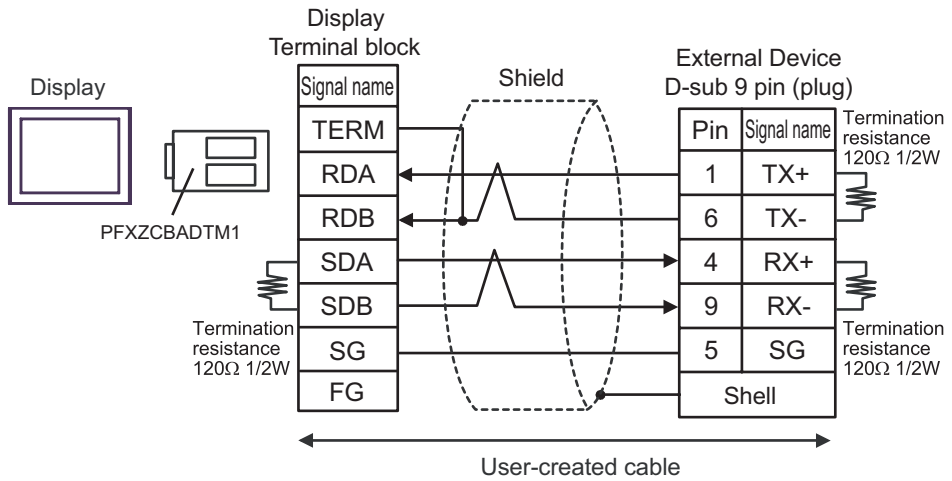 Display
Terminal block
Display
PFXZCBADTM1
Signal name
TERM
RDA
RDB
SDA
SDB
SG
FG
Termination
resistance
120Ω 1/2W
Shield
External Device
D-sub 9 pin (plug)
Pin Signal name
1 TX+
6 TX-
4 RX+
9 RX-
5 SG
Shell
Termination
resistance
120Ω 1/2W
Termination
resistance
120Ω 1/2W
User-created cable